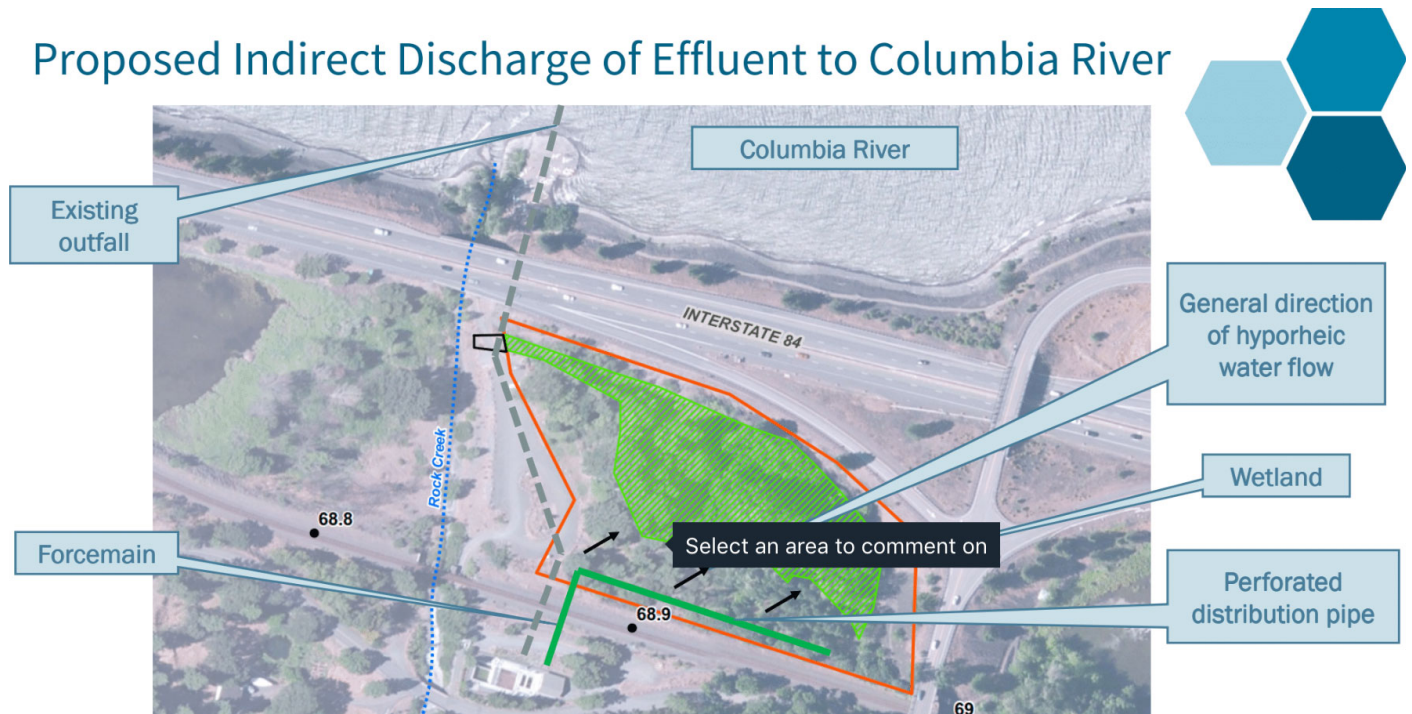 Proposed Indirect Discharge of Effluent to Columbia River
Columbia River
Existing
outfall
INTERSTATE 84
General direction
of hyporheic
water flow
Rock Creek
Wetland
68.8
Select an area to comment on
Forcemain
68.9
Perforated
distribution pipe
69